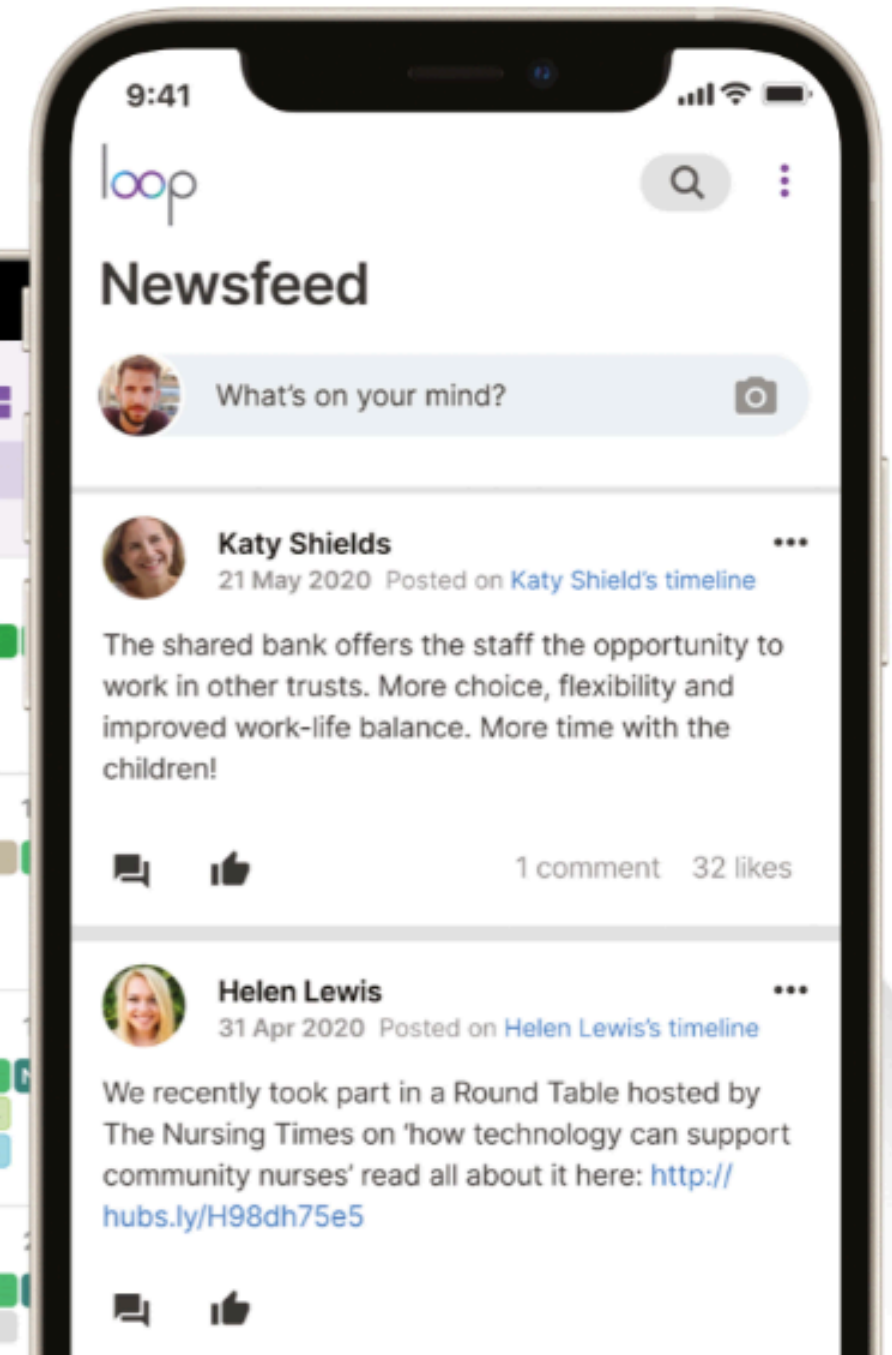 9:41
loop
Newsfeed
What's on your mind?
Katy Shields
21 May 2020 Posted on Katy Shield's timeline
The shared bank offers the staff the opportunity to
work in other trusts. More choice, flexibility and
improved work-life balance. More time with the
children!
1 comment 32 likes
Helen Lewis
31 Apr 2020 Posted on Helen Lewis's timeline
We recently took part in a Round Table hosted by
The Nursing Times on 'how technology can support
community nurses' read all about it here: http://
hubs.ly/H98dh75e5